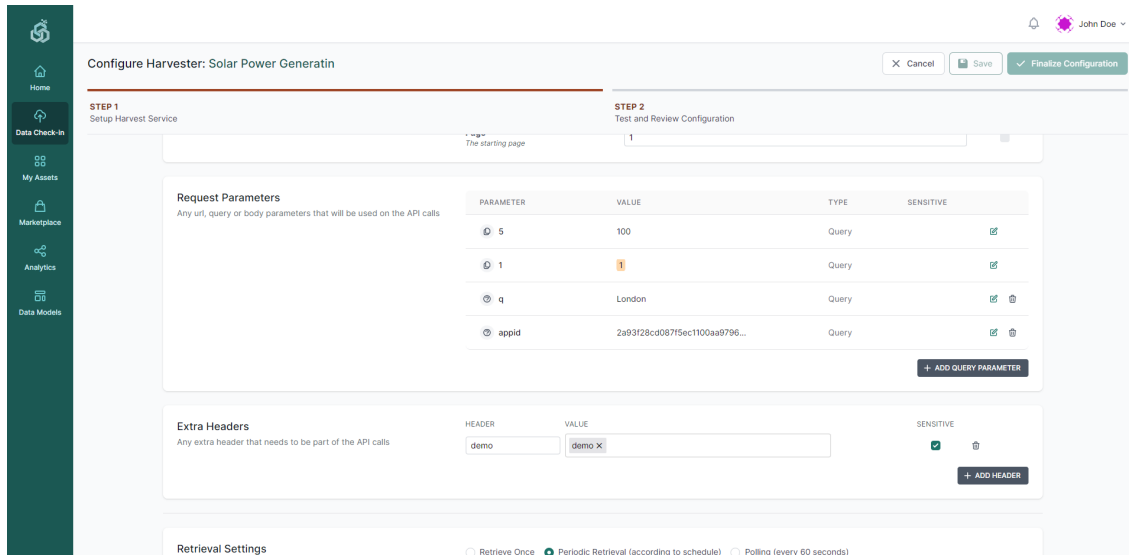 John Doe
Configure Harvester: Solar Power Generatin
Cancel
Save
Finalize Configuration
STEP 1
Setup Harvest Service
STEP 2
Test and Review Configuration
Home
Data Check-in
My Assets
Marketplace
Analytics
Data Models
The starting page
1
Request Parameters
Any url, query or body parameters that will be used on the API calls
PARAMETER VALUE TYPE SENSITIVE
5 100 Query
1 1 Query
q London Query
appid 2a93f28cd087f5ec1100aa9796... Query
+ ADD QUERY PARAMETER
Extra Headers
Any extra header that needs to be part of the API calls
HEADER VALUE SENSITIVE
demo demo ×
+ ADD HEADER
Retrieval Settings
Retrieve Once Periodic Retrieval (according to schedule) Polling (every 60 seconds)